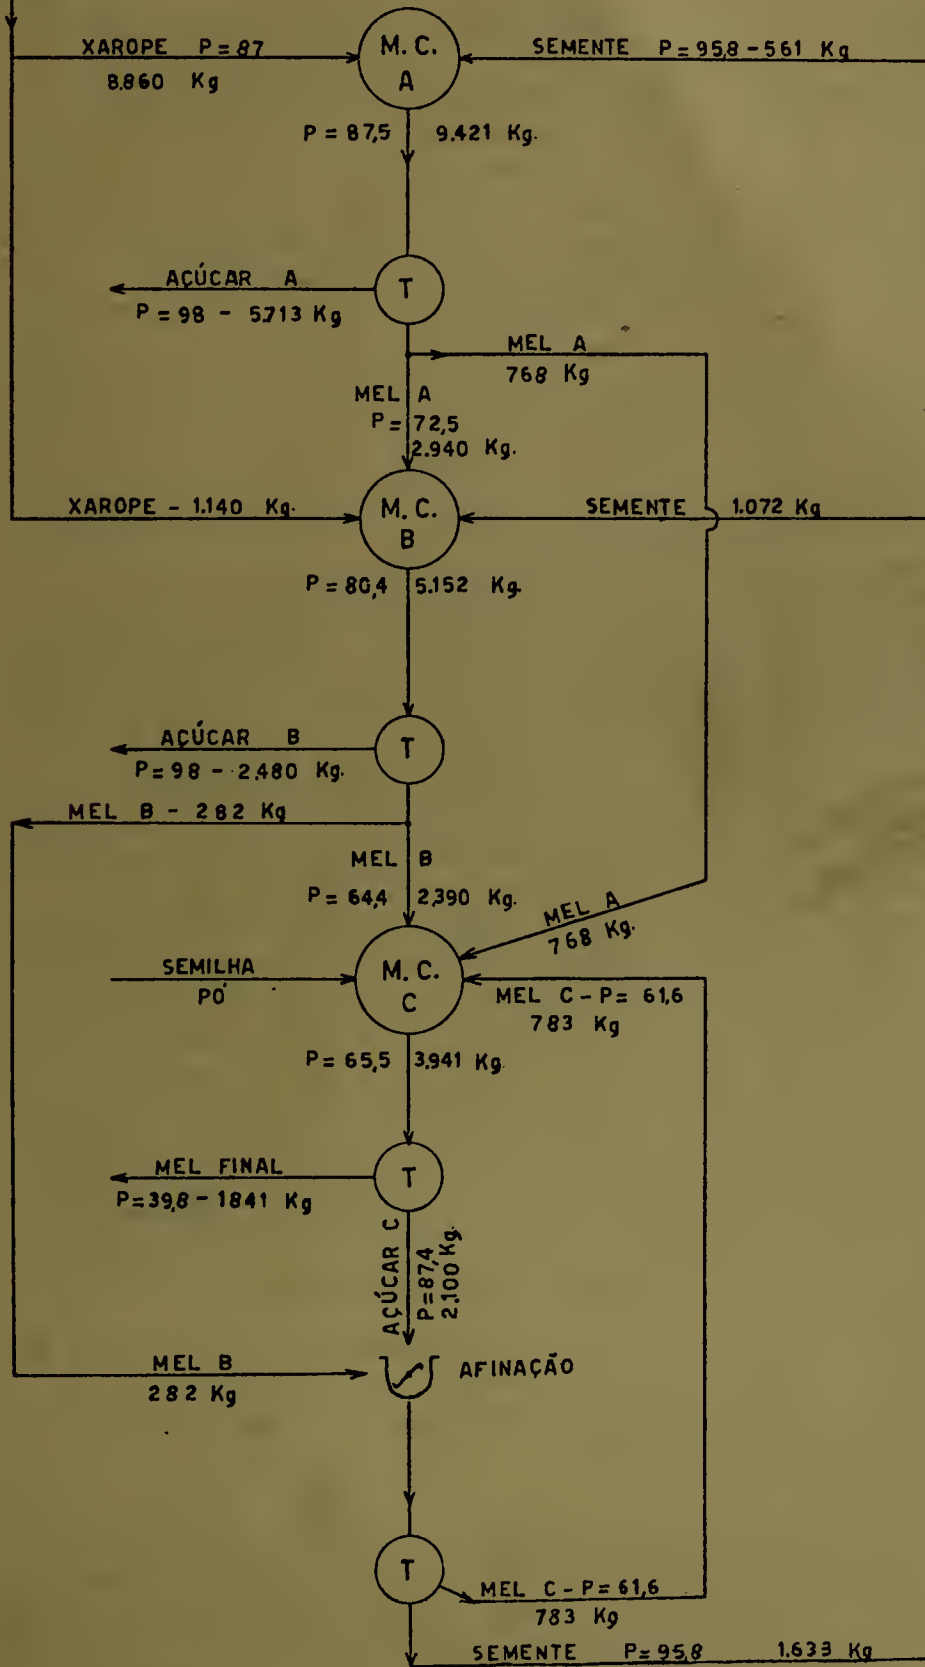 XAROPE P = 87
8.860 Kg
M. C.
A
SEMENTE P = 95,8 - 561 Kg
P = 87,5 9.421 Kg.
AÇÚCAR A
P = 98 - 5.713 Kg
T
MEL A
768 Kg
MEL A
P = 72,5
2.940 Kg.
XAROPE - 1.140 Kg.
M. C.
B
SEMENTE 1.072 Kg
P = 80,4 5.152 Kg.
AÇÚCAR B
P = 98 - 2.480 Kg.
T
MEL B - 282 Kg
MEL B
P = 64,4 2.390 Kg.
MEL A
768 Kg.
SEMILHA
PÓ
M. C.
C
MEL C - P = 61,6
783 Kg
P = 65,5 3.941 Kg.
MEL FINAL
P = 39,8 - 1841 Kg
T
AÇÚCAR C
P = 87,4
2.100 Kg.
MEL B
282 Kg
AFINAÇÃO
T
MEL C - P = 61,6
783 Kg
SEMENTE P = 95,8 1.633 Kg